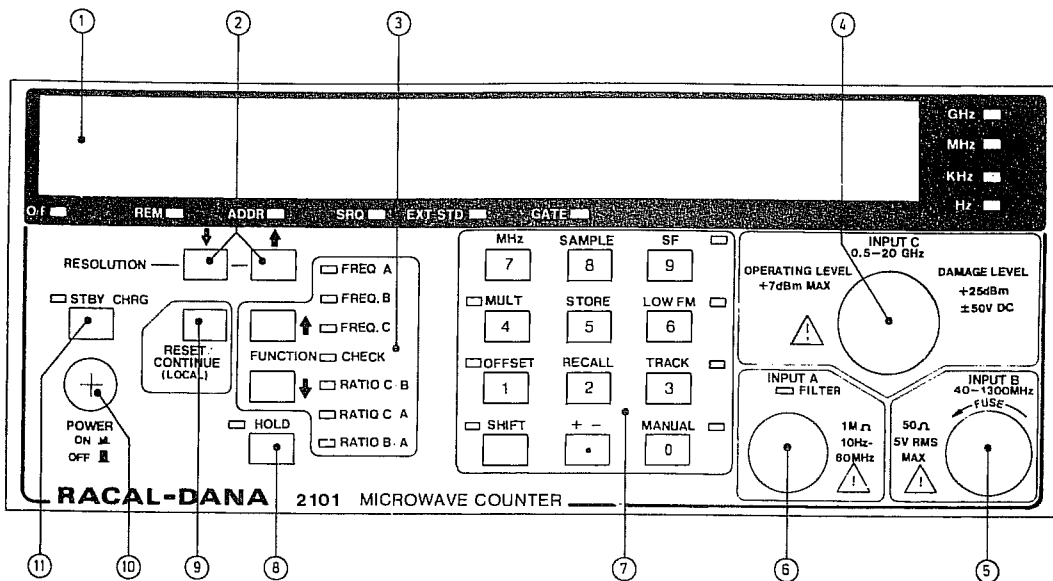 1 2 3 4
GHz
MHz
KHz
Hz
O/F REM ADDR SRQ EXT STD GATE
RESOLUTION
STBY CHRG
RESET
CONTINUE
(LOCAL)
POWER
ON
OFF
FUNCTION
HOLD
FREQ A
FREQ. B
FREQ. C
CHECK
RATIO C · B
RATIO C · A
RATIO B · A
MHz SAMPLE SF
7 8 9
MULT STORE LOW FM
4 5 6
OFFSET RECALL TRACK
1 2 3
SHIFT + - MANUAL
. 0
INPUT C
0.5–20 GHz
OPERATING LEVEL
+7dBm MAX
DAMAGE LEVEL
+25dBm
±50V DC
INPUT A
FILTER
1MΩ
10Hz-
80MHz
INPUT B
40–1300MHz
FUSE
50Ω
5V RMS
MAX
RACAL-DANA 2101 MICROWAVE COUNTER
11 10 9 8 7 6 5